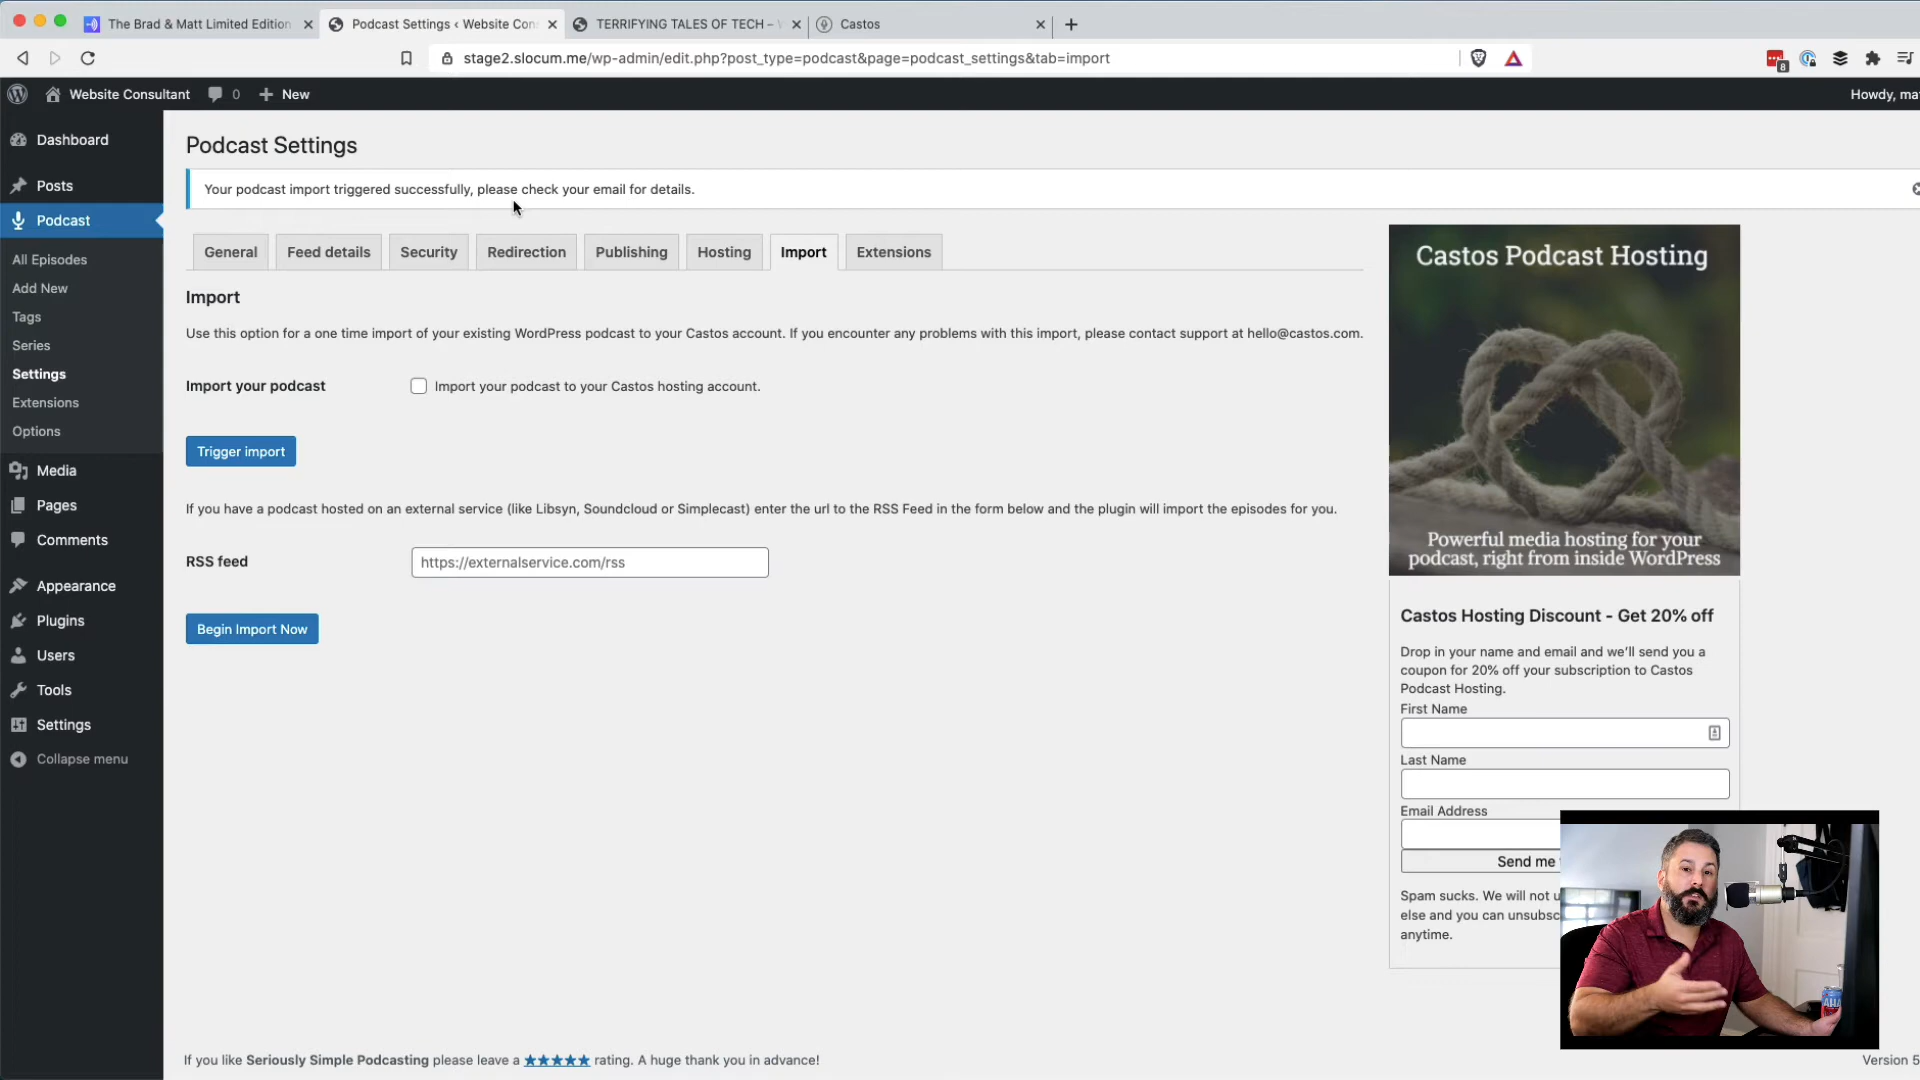 The Brad & Matt Limited Edition
Podcast Settings ‹ Website Con
TERRIFYING TALES OF TECH –
Castos
stage2.slocum.me/wp-admin/edit.php?post_type=podcast&page=podcast_settings&tab=import
8
Website Consultant
0
New
Howdy, ma
Dashboard
Posts
Podcast
All Episodes
Add New
Tags
Series
Settings
Extensions
Options
Media
Pages
Comments
Appearance
Plugins
Users
Tools
Settings
Collapse menu
Podcast Settings
Your podcast import triggered successfully, please check your email for details.
General
Feed details
Security
Redirection
Publishing
Hosting
Import
Extensions
Import
Use this option for a one time import of your existing WordPress podcast to your Castos account. If you encounter any problems with this import, please contact support at hello@castos.com.
Import your podcast
Import your podcast to your Castos hosting account.
Trigger import
If you have a podcast hosted on an external service (like Libsyn, Soundcloud or Simplecast) enter the url to the RSS Feed in the form below and the plugin will import the episodes for you.
RSS feed
https://externalservice.com/rss
Begin Import Now
Castos Podcast Hosting
Powerful media hosting for your
podcast, right from inside WordPress
Castos Hosting Discount - Get 20% off
Drop in your name and email and we'll send you a
coupon for 20% off your subscription to Castos
Podcast Hosting.
First Name
Last Name
Email Address
Send me
Spam sucks. We will not u
else and you can unsubsc
anytime.
AHA
If you like Seriously Simple Podcasting please leave a ★★★★★ rating. A huge thank you in advance!
Version 5